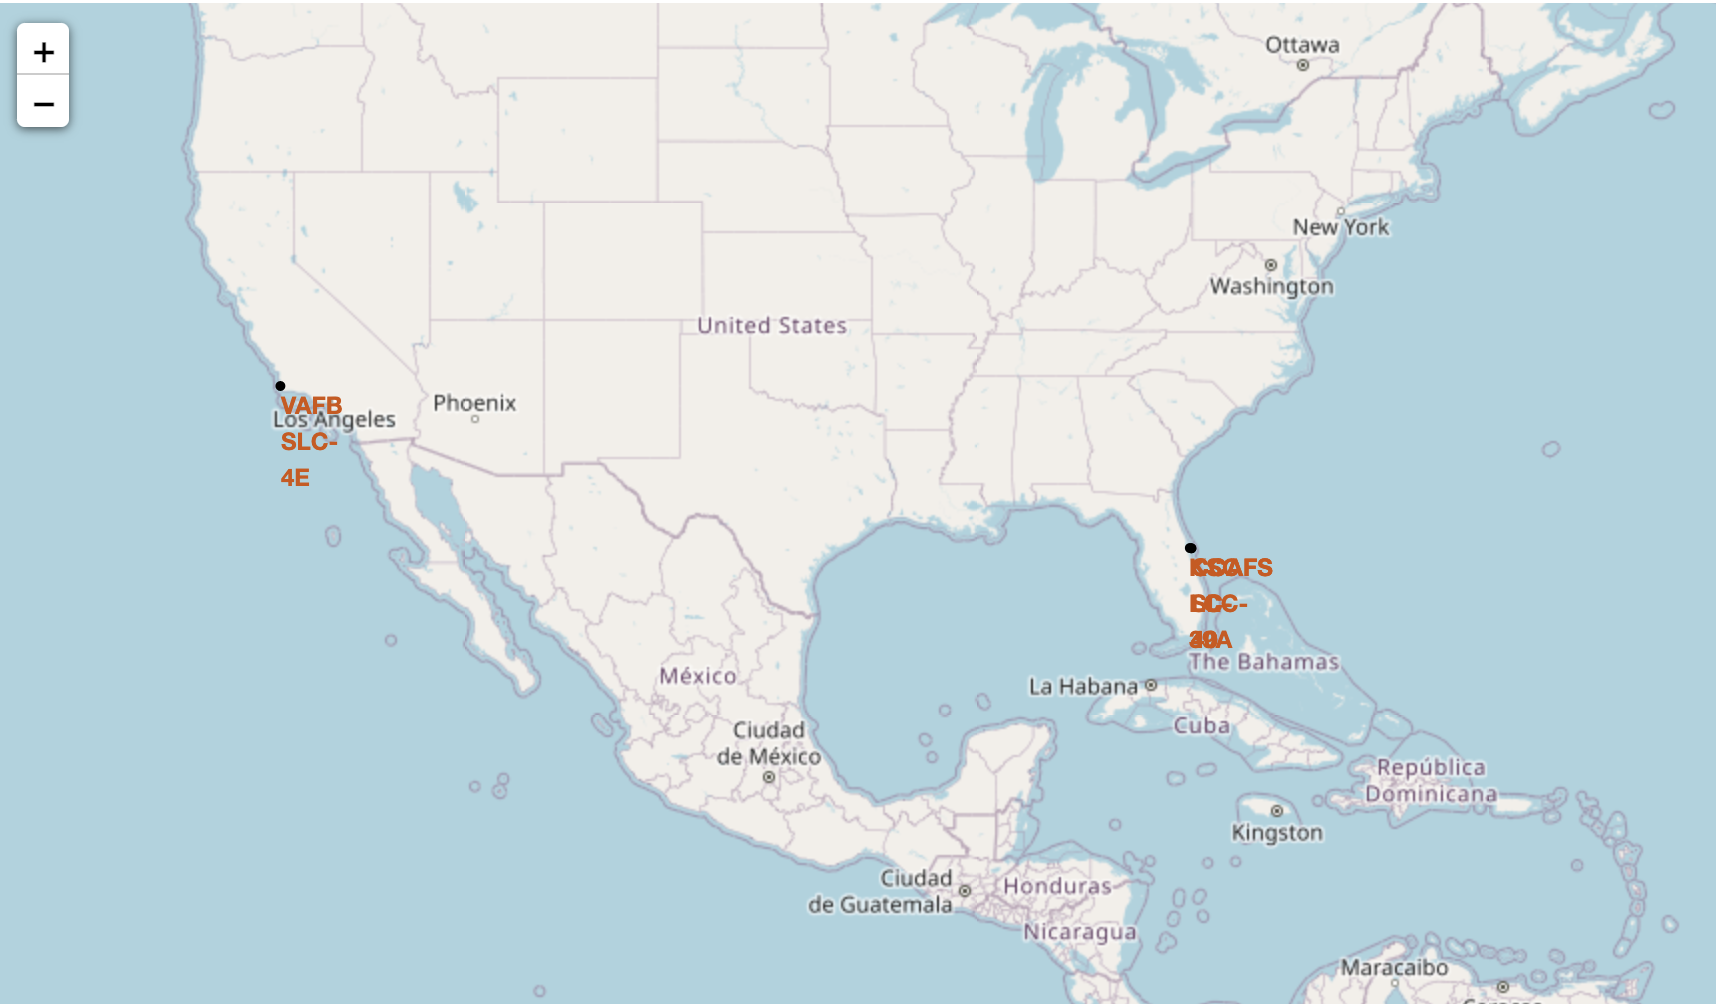 +
−
Ottawa
New York
Washington
United States
Phoenix
VAFB
Los Angeles
SLC-
4E
The Bahamas
La Habana
México
Cuba
Ciudad
de México
República
Dominicana
Kingston
Ciudad
de Guatemala
Honduras
Nicaragua
Maracaibo